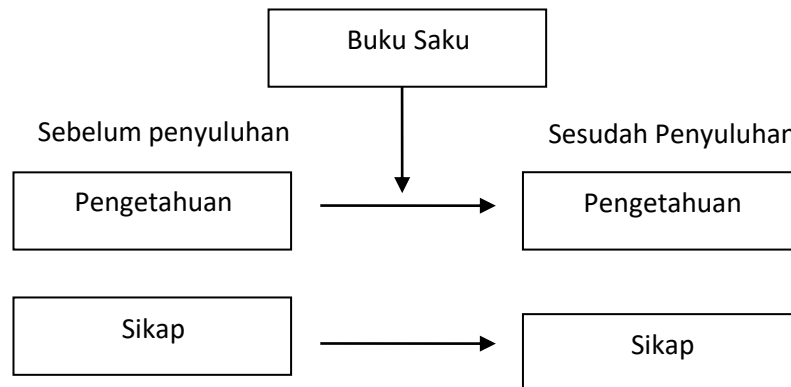 Buku Saku
Sebelum penyuluhan
Sesudah Penyuluhan
Pengetahuan
Pengetahuan
Sikap
Sikap